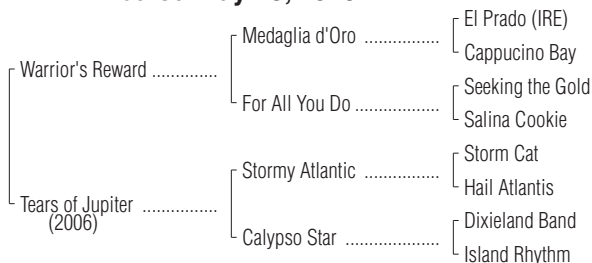 El Prado (IRE)
Medaglia d'Oro ...............
Cappucino Bay
Warrior's Reward .............
Seeking the Gold
For All You Do .................
Salina Cookie
Storm Cat
Stormy Atlantic ...............
Hail Atlantis
Tears of Jupiter ...............
(2006)
Dixieland Band
Calypso Star ...................
Island Rhythm